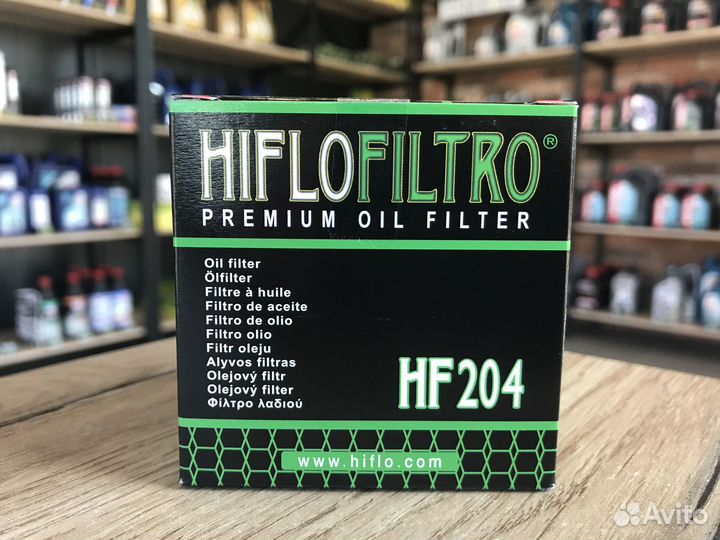 HIFLOFILTRO®
PREMIUM OIL FILTER
Oil filter
Ölfilter
Filtre à huile
Filtro de aceite
Filtro de olio
Filtro olio
Filtr oleju
Alyvos filtras
Olejový filtr
Olejový filter
Φίλτρο λαδιού
HF204
www.hiflo.com
Avito